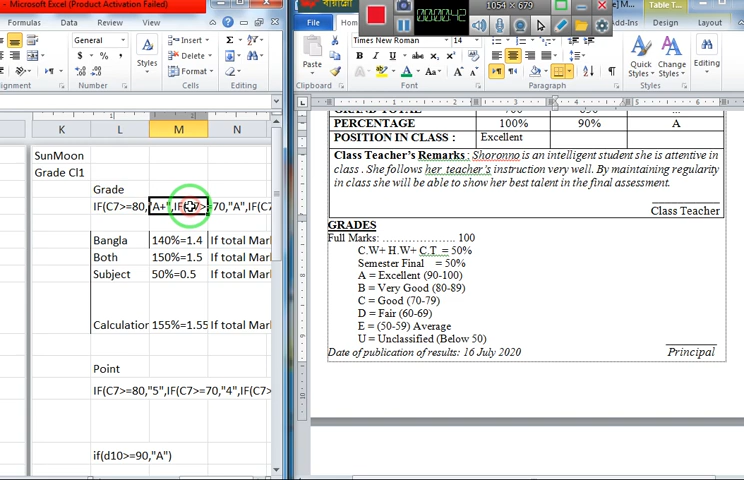 Microsoft Excel (Product Activation Failed)
1054 × 679
00:00:42
Table T...
Formulas
Data
Review
View
File
Add-Ins
Layout
Insert
Delete
Format
Styles
Cells
Alignment
Number
Times New Roman
14
Paste
Quick Styles
Change Styles
Editing
Clipboard
Font
Paragraph
Styles
K
L
M
N
SunMoon
Grade Cl1
Grade
IF(C7>=80,"A+",IF(C7>=70,"A",IF(C7
Bangla
140%=1.4
If total Mark
Both
150%=1.5
If total Mark
Subject
50%=0.5
If total Mark
Calculation
155%=1.55
If total Mark
Point
IF(C7>=80,"5",IF(C7>=70,"4",IF(C7>
if(d10>=90,"A")
GRAND TOTAL
PERCENTAGE
100%
90%
A
POSITION IN CLASS :
Excellent
Class Teacher's Remarks : Shoronno is an intelligent student she is attentive in
class . She follows her teacher's instruction very well. By maintaining regularity
in class she will be able to show her best talent in the final assessment.
Class Teacher
GRADES
Full Marks: ………………… 100
C.W+ H.W+ C.T = 50%
Semester Final = 50%
A = Excellent (90-100)
B = Very Good (80-89)
C = Good (70-79)
D = Fair (60-69)
E = (50-59) Average
U = Unclassified (Below 50)
Date of publication of results: 16 July 2020
Principal